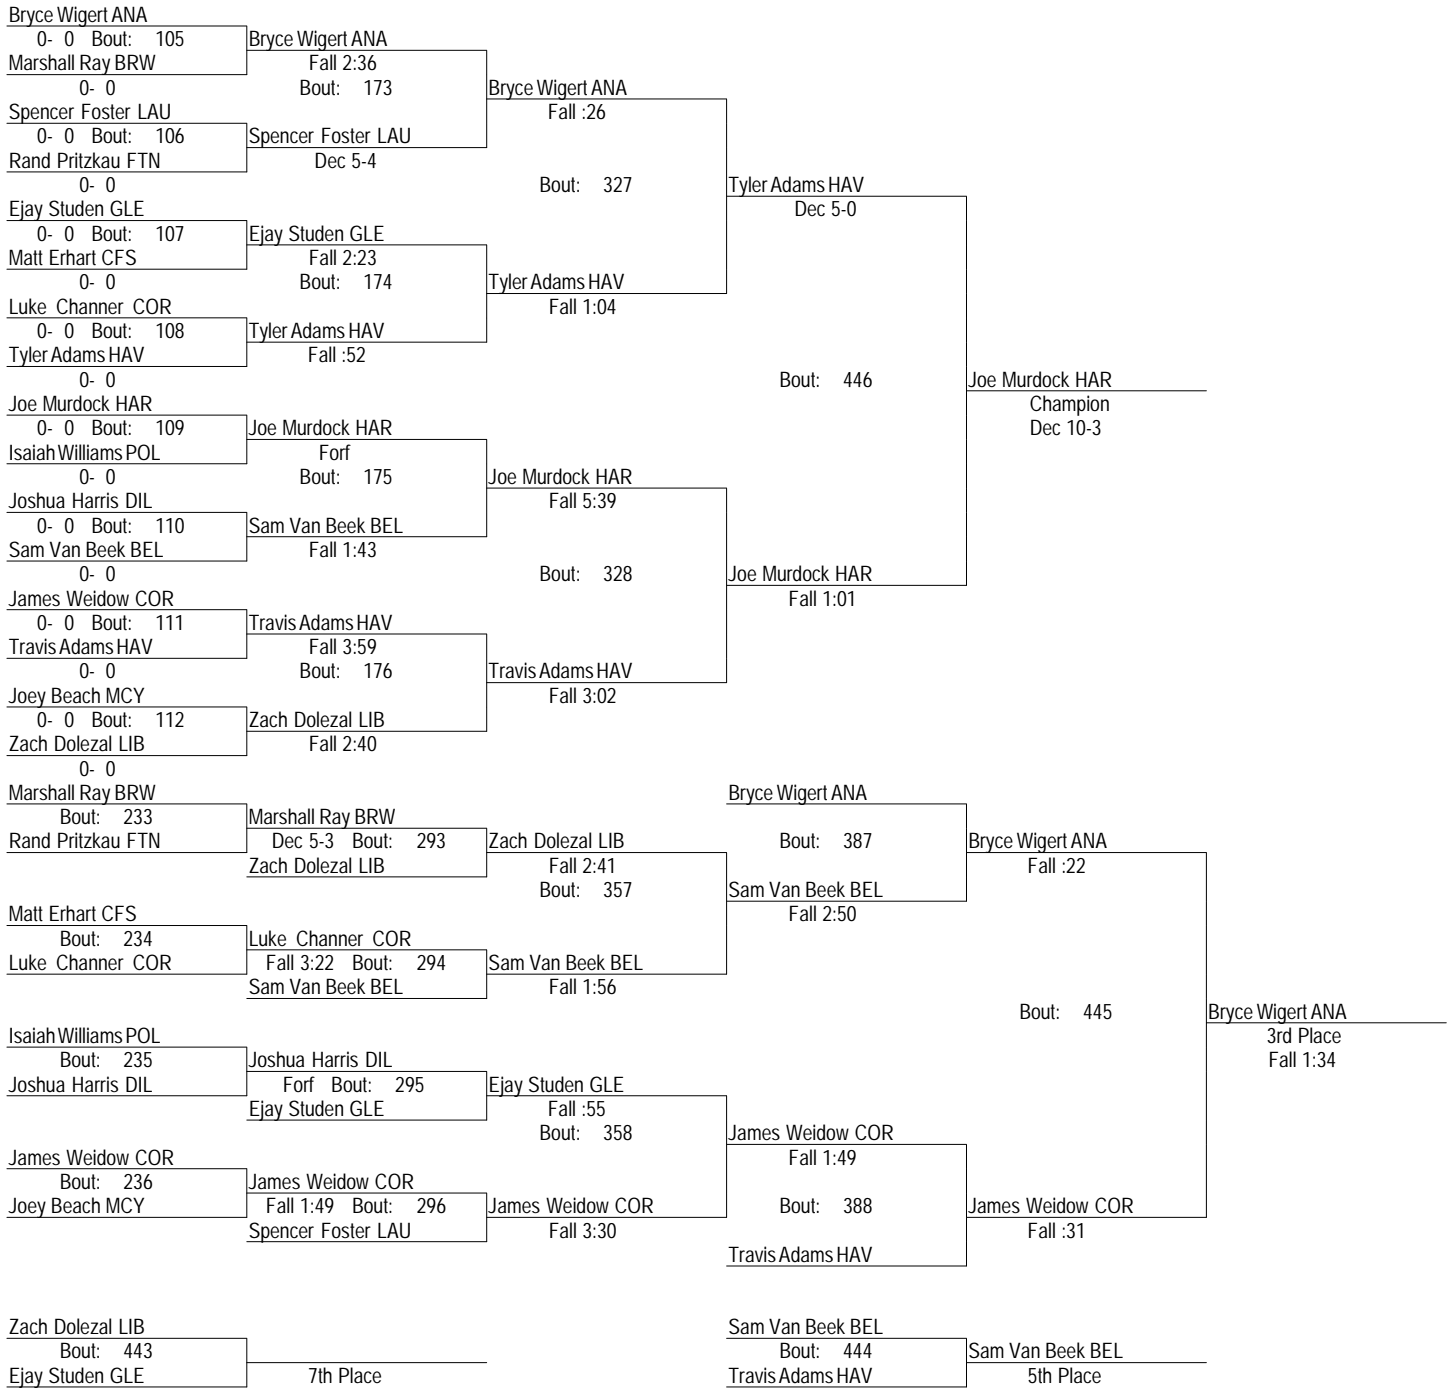 Bryce Wigert ANA
0- 0 Bout: 105 Bryce Wigert ANA
Marshall Ray BRW Fall 2:36
0- 0 Bout: 173 Bryce Wigert ANA
Spencer Foster LAU Fall :26
0- 0 Bout: 106 Spencer Foster LAU
Rand Pritzkau FTN Dec 5-4
0- 0 Bout: 327 Tyler Adams HAV
Ejay Studen GLE Dec 5-0
0- 0 Bout: 107 Ejay Studen GLE
Matt Erhart CFS Fall 2:23
0- 0 Bout: 174 Tyler Adams HAV
Luke Channer COR Fall 1:04
0- 0 Bout: 108 Tyler Adams HAV
Tyler Adams HAV Fall :52
0- 0 Bout: 446 Joe Murdock HAR
Joe Murdock HAR Champion
0- 0 Bout: 109 Joe Murdock HAR Dec 10-3
Isaiah Williams POL Forf
0- 0 Bout: 175 Joe Murdock HAR
Joshua Harris DIL Fall 5:39
0- 0 Bout: 110 Sam Van Beek BEL
Sam Van Beek BEL Fall 1:43
0- 0 Bout: 328 Joe Murdock HAR
James Weidow COR Fall 1:01
0- 0 Bout: 111 Travis Adams HAV
Travis Adams HAV Fall 3:59
0- 0 Bout: 176 Travis Adams HAV
Joey Beach MCY Fall 3:02
0- 0 Bout: 112 Zach Dolezal LIB
Zach Dolezal LIB Fall 2:40
0- 0
Marshall Ray BRW Bryce Wigert ANA
Bout: 233 Marshall Ray BRW
Rand Pritzkau FTN Dec 5-3 Bout: 293 Zach Dolezal LIB Bout: 387 Bryce Wigert ANA
Zach Dolezal LIB Fall 2:41 Fall :22
Bout: 357 Sam Van Beek BEL
Matt Erhart CFS Fall 2:50
Bout: 234 Luke Channer COR
Luke Channer COR Fall 3:22 Bout: 294 Sam Van Beek BEL
Sam Van Beek BEL Fall 1:56
Bout: 445 Bryce Wigert ANA
Isaiah Williams POL 3rd Place
Bout: 235 Joshua Harris DIL Fall 1:34
Joshua Harris DIL Forf Bout: 295 Ejay Studen GLE
Ejay Studen GLE Fall :55
Bout: 358 James Weidow COR
James Weidow COR Fall 1:49
Bout: 236 James Weidow COR
Joey Beach MCY Fall 1:49 Bout: 296 James Weidow COR Bout: 388 James Weidow COR
Spencer Foster LAU Fall 3:30 Fall :31
Travis Adams HAV
Zach Dolezal LIB Sam Van Beek BEL
Bout: 443 Bout: 444 Sam Van Beek BEL
Ejay Studen GLE 7th Place Travis Adams HAV 5th Place